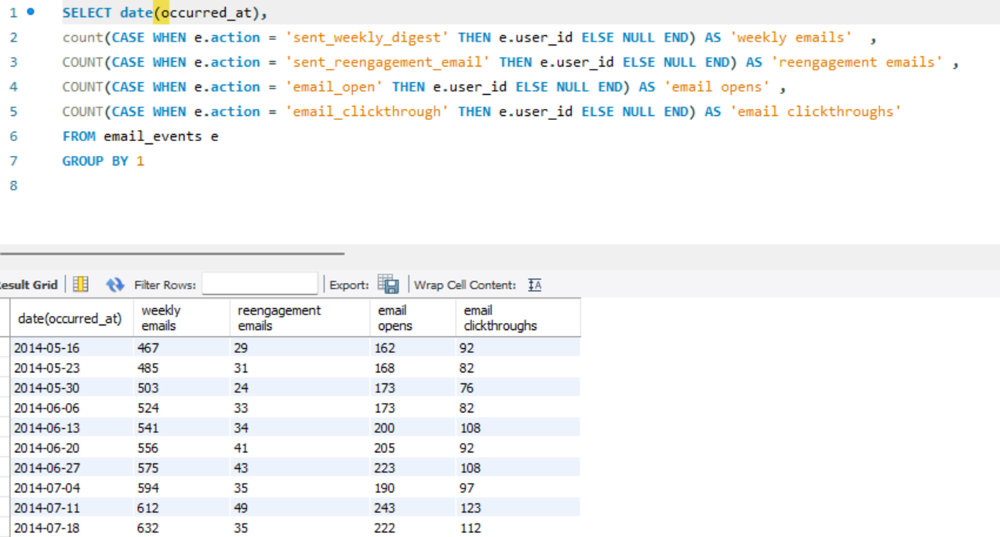 1 SELECT date(occurred_at),
2 count(CASE WHEN e.action = 'sent_weekly_digest' THEN e.user_id ELSE NULL END) AS 'weekly emails' ,
3 COUNT(CASE WHEN e.action = 'sent_reengagement_email' THEN e.user_id ELSE NULL END) AS 'reengagement emails' ,
4 COUNT(CASE WHEN e.action = 'email_open' THEN e.user_id ELSE NULL END) AS 'email opens' ,
5 COUNT(CASE WHEN e.action = 'email_clickthrough' THEN e.user_id ELSE NULL END) AS 'email clickthroughs'
6 FROM email_events e
7 GROUP BY 1
8
esult Grid Filter Rows: Export: Wrap Cell Content: IA
date(occurred_at) weekly emails reengagement emails email opens email clickthroughs
2014-05-16 467 29 162 92
2014-05-23 485 31 168 82
2014-05-30 503 24 173 76
2014-06-06 524 33 173 82
2014-06-13 541 34 200 108
2014-06-20 556 41 205 92
2014-06-27 575 43 223 108
2014-07-04 594 35 190 97
2014-07-11 612 49 243 123
2014-07-18 632 35 222 112